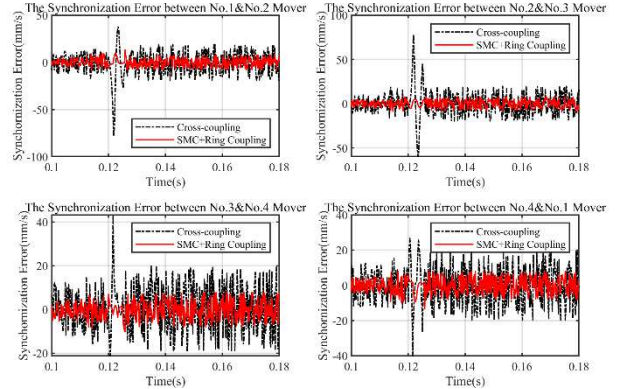 The Synchronization Error between No.1&No.2 Mover
Synchornization Error(mm/s)
50
0
-50
-100
Cross-coupling
SMC+Ring Coupling
0.1 0.12 0.14 0.16 0.18
Time(s)
The Synchronization Error between No.2&No.3 Mover
Synchornization Error(mm/s)
100
50
0
-50
Cross-coupling
SMC+Ring Coupling
0.1 0.12 0.14 0.16 0.18
Time(s)
The Synchronization Error between No.3&No.4 Mover
Synchornization Error(mm/s)
40
20
0
-20
Cross-coupling
SMC+Ring Coupling
0.1 0.12 0.14 0.16 0.18
Time(s)
The Synchronization Error between No.4&No.1 Mover
Synchornization Error(mm/s)
40
20
0
-20
-40
Cross-coupling
SMC+Ring Coupling
0.1 0.12 0.14 0.16 0.18
Time(s)